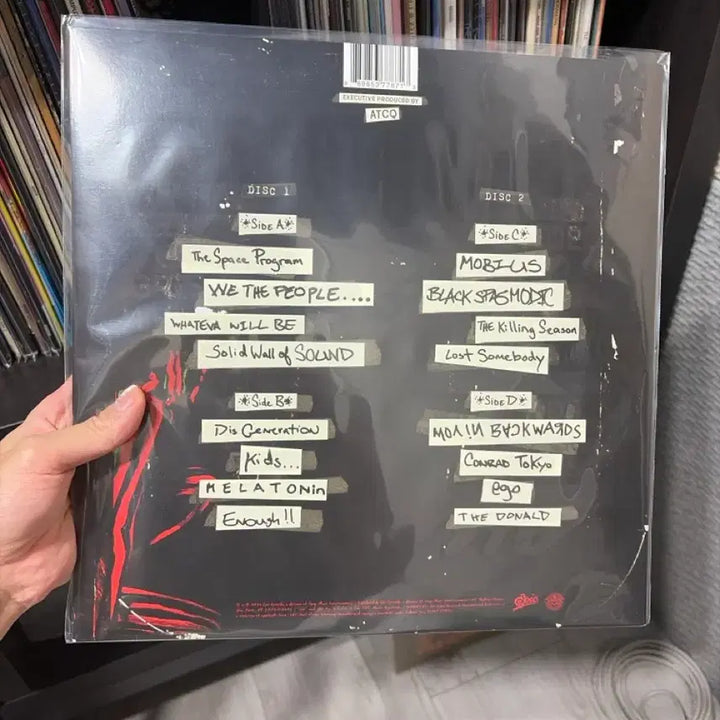 EXECUTIVE PRODUCED BY
ATCQ
DISC 1
Side A
The Space Program
WE THE PEOPLE.....
WHATEVA WILL BE
Solid Wall of SOUND
Side B
Dis Generation
Kids...
MELATONin
Enough!!
DISC 2
Side C
MOBIUS
BLACK SPASMODIC
THE Killing Season
Lost Somebody
Side D
MOVIN BACKWARDS
CONRAD TOKYO
ego
THE DONALD
Epic